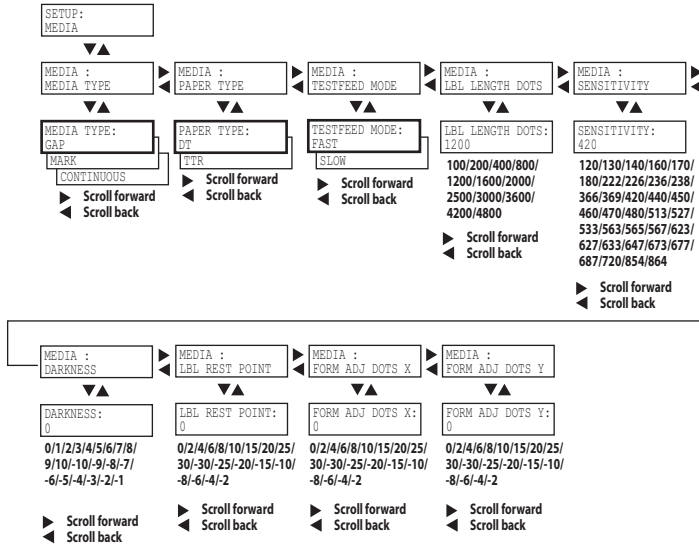 SETUP:
MEDIA
MEDIA :
MEDIA TYPE
MEDIA :
PAPER TYPE
MEDIA :
TESTFEED MODE
MEDIA :
LBL LENGTH DOTS
MEDIA :
SENSITIVITY
MEDIA TYPE:
GAP
MARK
CONTINUOUS
Scroll forward
Scroll back
PAPER TYPE:
DT
TTR
Scroll forward
Scroll back
TESTFEED MODE:
FAST
SLOW
Scroll forward
Scroll back
LBL LENGTH DOTS:
1200
100/200/400/800/
1200/1600/2000/
2500/3000/3600/
4200/4800
Scroll forward
Scroll back
SENSITIVITY:
420
120/130/140/160/170/
180/222/226/236/238/
366/369/420/440/450/
460/470/480/513/527/
533/563/565/567/623/
627/633/647/673/677/
687/720/854/864
Scroll forward
Scroll back
MEDIA :
DARKNESS
MEDIA :
LBL REST POINT
MEDIA :
FORM ADJ DOTS X
MEDIA :
FORM ADJ DOTS Y
DARKNESS:
0
0/1/2/3/4/5/6/7/8/
9/10/-10/-9/-8/-7/
-6/-5/-4/-3/-2/-1
Scroll forward
Scroll back
LBL REST POINT:
0
0/2/4/6/8/10/15/20/25/
30/-30/-25/-20/-15/-10/
-8/-6/-4/-2
Scroll forward
Scroll back
FORM ADJ DOTS X:
0
0/2/4/6/8/10/15/20/25/
30/-30/-25/-20/-15/-10/
-8/-6/-4/-2
Scroll forward
Scroll back
FORM ADJ DOTS Y:
0
0/2/4/6/8/10/15/20/25/
30/-30/-25/-20/-15/-10/
-8/-6/-4/-2
Scroll forward
Scroll back